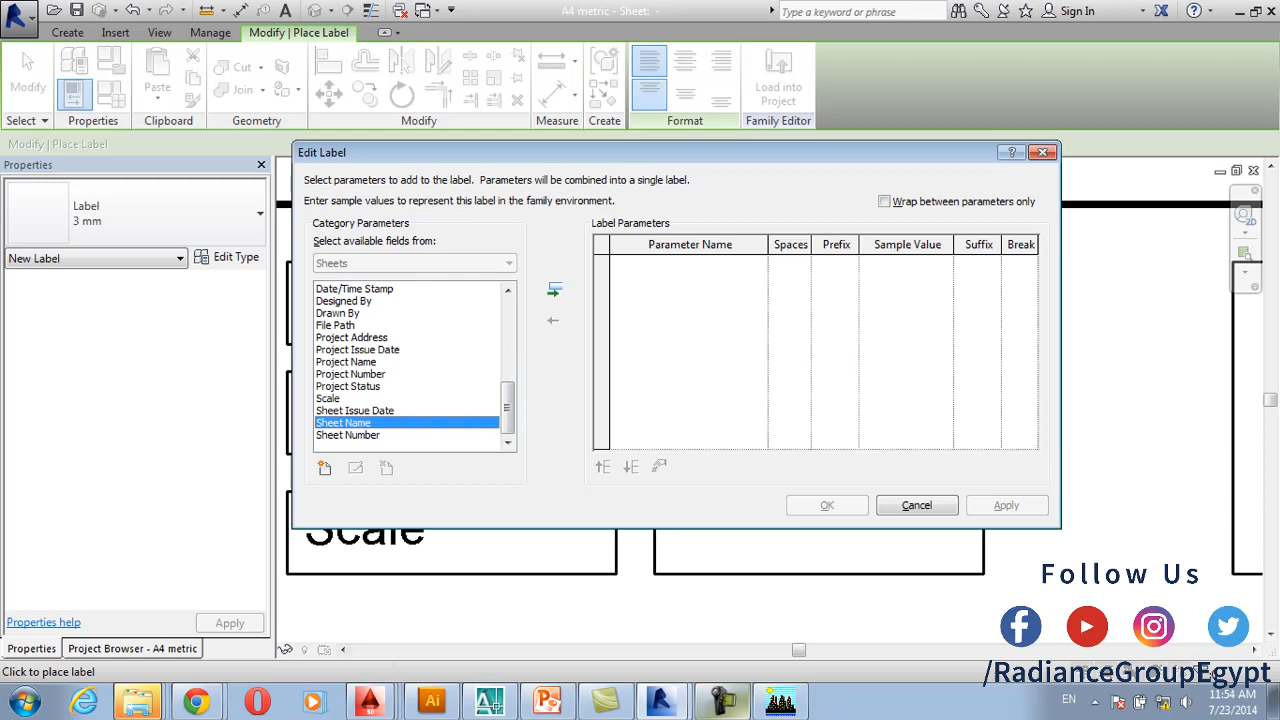 A4 metric - Sheet: -
Type a keyword or phrase
Sign In
Create
Insert
View
Manage
Modify | Place Label
Modify
Paste
Cut
Join
Load into
Project
Select
Properties
Clipboard
Geometry
Modify
Measure
Create
Format
Family Editor
Modify | Place Label
Properties
Label
3 mm
New Label
Edit Type
Properties help
Apply
Properties
Project Browser - A4 metric
Click to place label
Edit Label
Select parameters to add to the label.  Parameters will be combined into a single label.
Enter sample values to represent this label in the family environment.
Wrap between parameters only
Category Parameters
Select available fields from:
Sheets
Date/Time Stamp
Designed By
Drawn By
File Path
Project Address
Project Issue Date
Project Name
Project Number
Project Status
Scale
Sheet Issue Date
Sheet Name
Sheet Number
Label Parameters
Parameter Name
Spaces
Prefix
Sample Value
Suffix
Break
OK
Cancel
Apply
Scale
2D
Follow Us
/RadianceGroupEgypt
EN
11:54 AM
7/23/2014